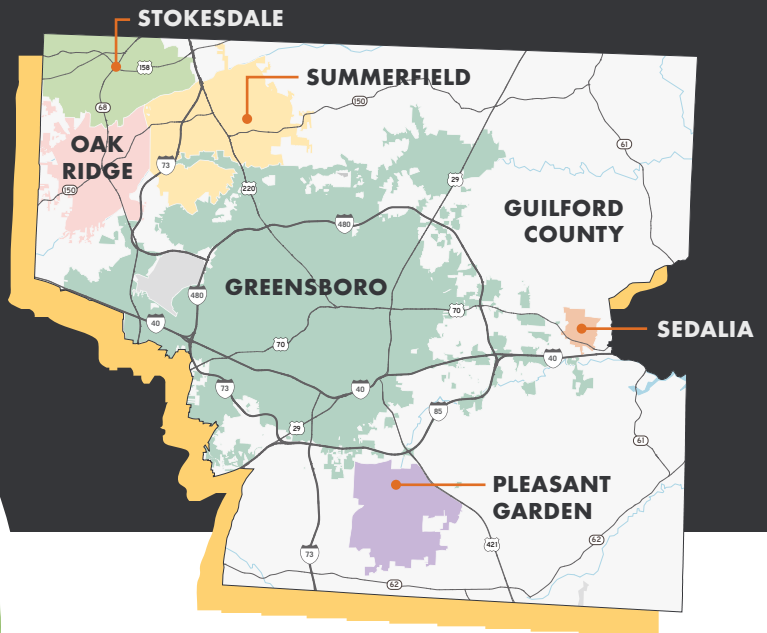 STOKESDALE
158
SUMMERFIELD
68
150
OAK
RIDGE
61
73
29
150
220
GUILFORD
COUNTY
480
GREENSBORO
480
70
40
SEDALIA
70
40
73
40
85
29
61
PLEASANT
GARDEN
421
62
73
62